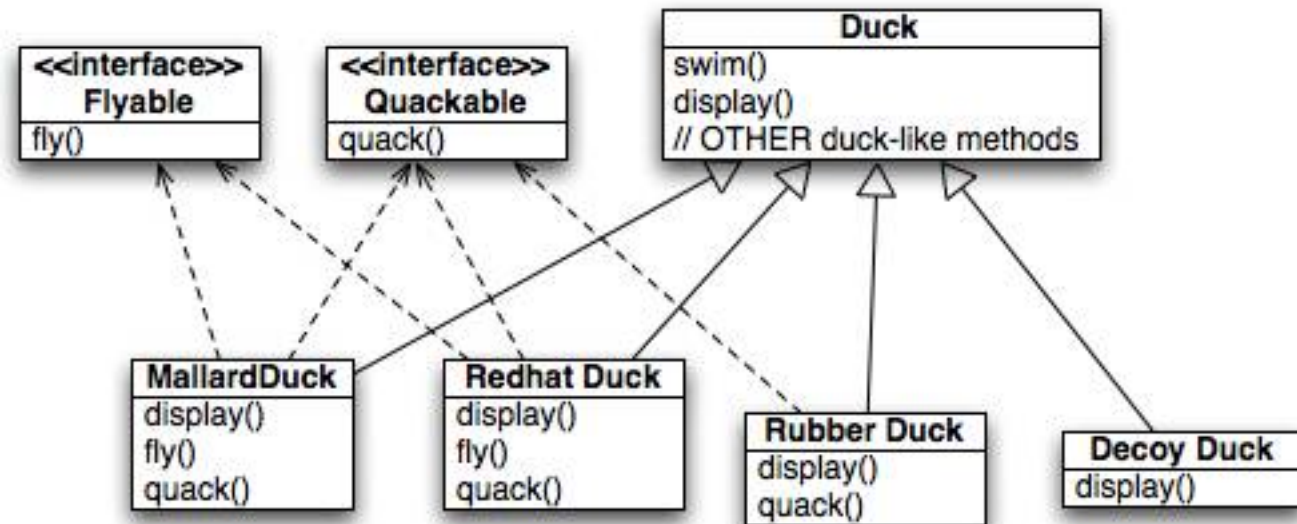 <<interface>>
Flyable
fly()
<<interface>>
Quackable
quack()
Duck
swim()
display()
// OTHER duck-like methods
MallardDuck
display()
fly()
quack()
Redhat Duck
display()
fly()
quack()
Rubber Duck
display()
quack()
Decoy Duck
display()